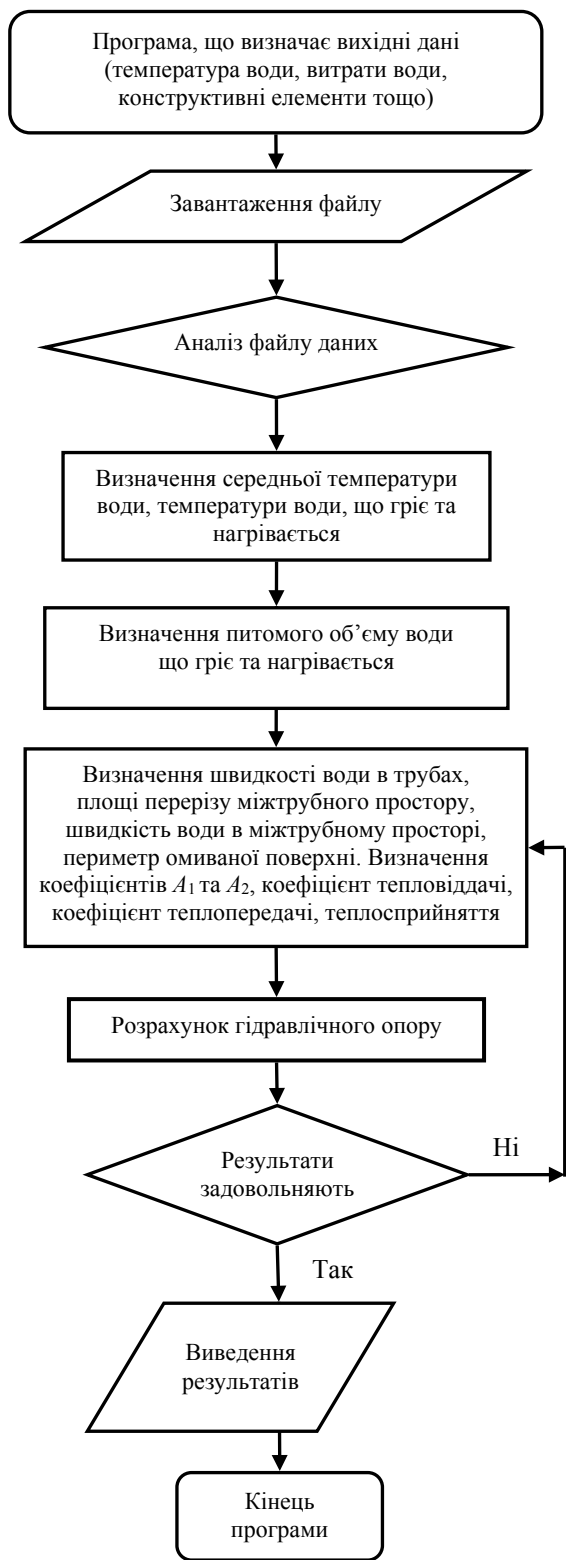 Програма, що визначає вихідні дані
(температура води, витрати води,
конструктивні елементи тощо)
Завантаження файлу
Аналіз файлу даних
Визначення середньої температури
води, температури води, що гріє та
нагрівається
Визначення питомого об’єму води
що гріє та нагрівається
Визначення швидкості води в трубах,
площі перерізу міжтрубного простору,
швидкість води в міжтрубному просторі,
периметр омиваної поверхні. Визначення
коефіцієнтів A1 та A2, коефіцієнт тепловіддачі,
коефіцієнт теплопередачі, теплосприйняття
Розрахунок гідравлічного опору
Результати
задовольняють
Ні
Так
Виведення
результатів
Кінець
програми